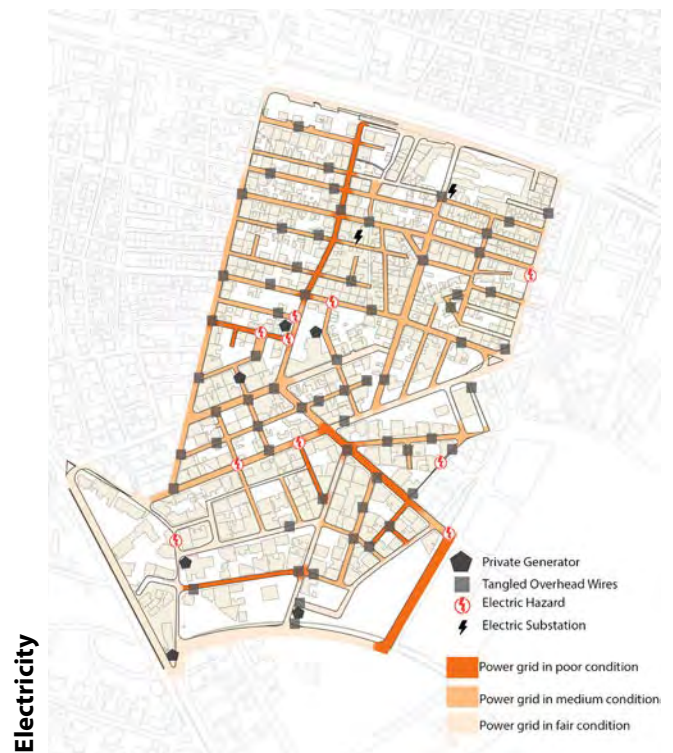 Private Generator
Tangled Overhead Wires
Electric Hazard
Electric Substation
Power grid in poor condition
Power grid in medium condition
Power grid in fair condition
Electricity